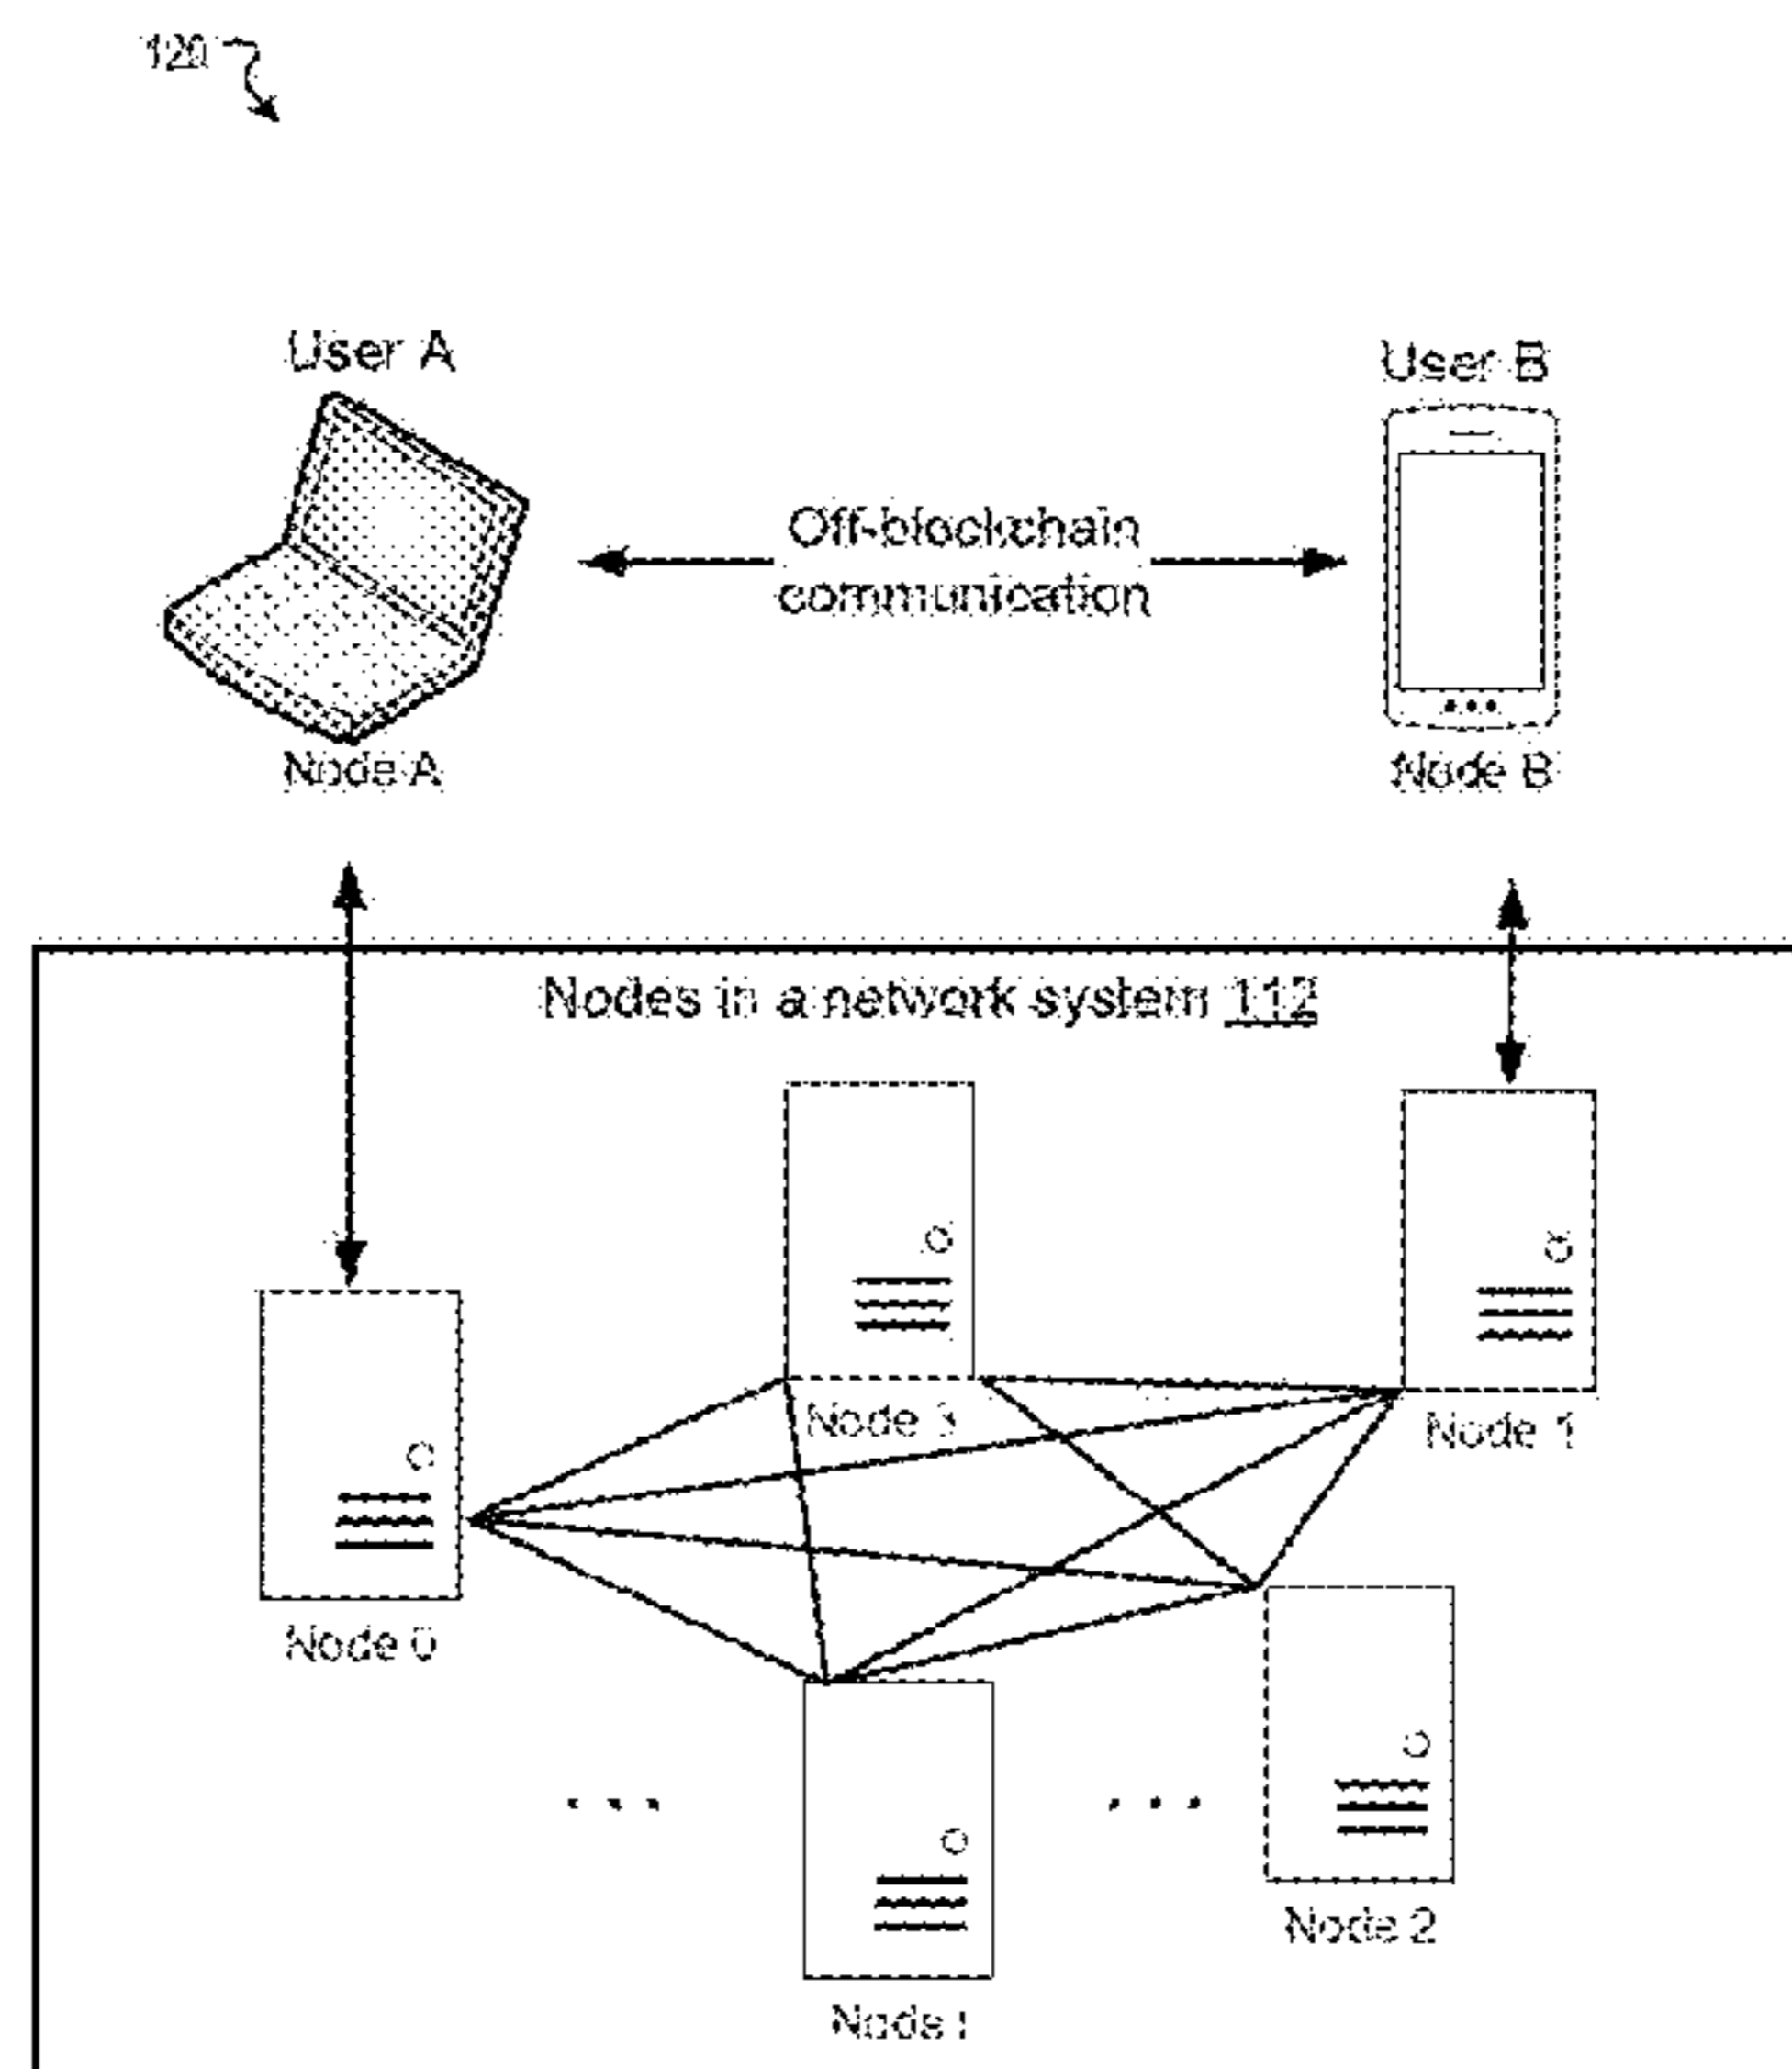 120
User A
User B
Off-blockchain
communication
Node A
Node B
Nodes in a network system 112
Node 3
Node 1
Node 0
Node 2
Node i